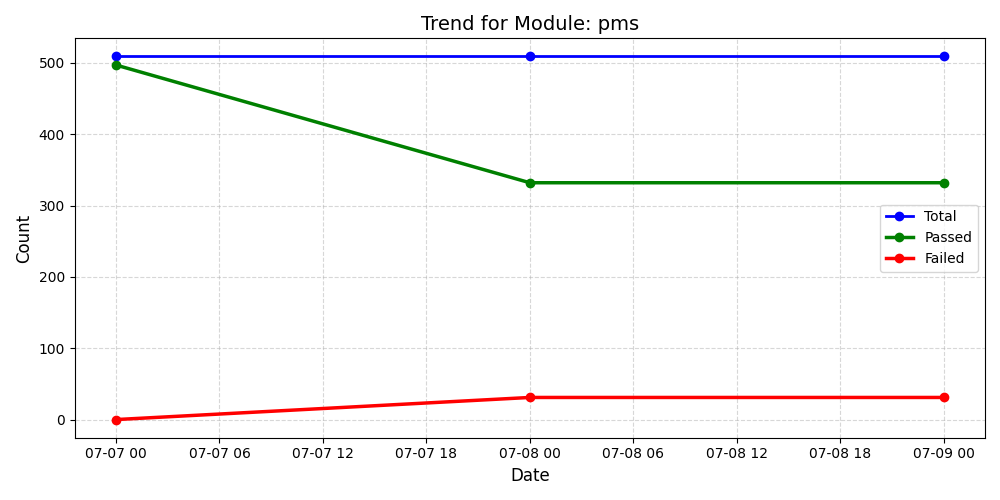 Trend for Module: pms
Count
500
400
300
200
100
0
Total
Passed
Failed
07-07 00 07-07 06 07-07 12 07-07 18 07-08 00 07-08 06 07-08 12 07-08 18 07-09 00
Date